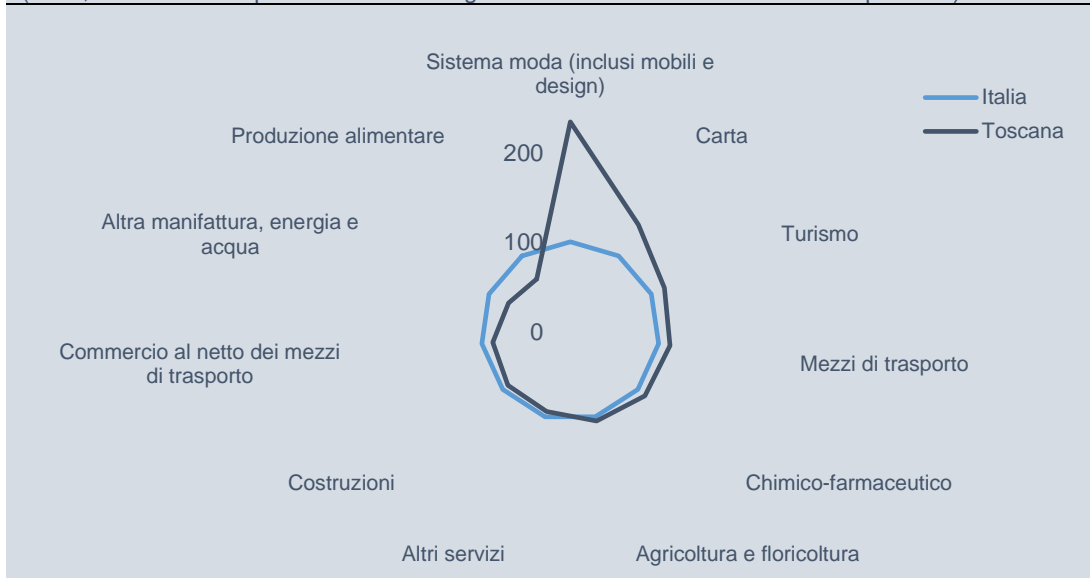 Sistema moda (inclusi mobili e
design)
Italia
Toscana
Produzione alimentare
Carta
200
Altra manifattura, energia e
acqua
Turismo
100
0
Commercio al netto dei mezzi
di trasporto
Mezzi di trasporto
Costruzioni
Chimico-farmaceutico
Altri servizi
Agricoltura e floricoltura